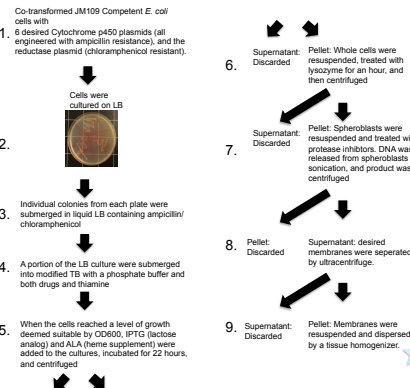 Co-transformed JM109 Competent E. coli
cells with
1. 6 desired Cytochrome p450 plasmids (all
engineered with ampicillin resistance), and the
reductase plasmid (chloramphenicol resistant).
Cells were
cultured on LB
2.
3. Individual colonies from each plate were
submerged in liquid LB containing ampicillin/
chloramphenicol
4. A portion of the LB culture were submerged
into modified TB with a phosphate buffer and
both drugs and thiamine
5. When the cells reached a level of growth
deemed suitable by OD600, IPTG (lactose
analog) and ALA (heme supplement) were
added to the cultures, incubated for 22 hours,
and centrifuged
6. Supernatant:
Discarded
Pellet: Whole cells were
resuspended, treated with
lysozyme for an hour, and
then centrifuged
7. Supernatant:
Discarded
Pellet: Spheroblasts were
resuspended and treated wi
protease inhibitors. DNA was
released from spheroblasts
sonication, and product was
centrifuged
8. Pellet:
Discarded
Supernatant: desired
membranes were seperated
by ultracentrifuge.
9. Supernatant:
Discarded
Pellet: Membranes were
resuspended and dispersed
by a tissue homogenizer.